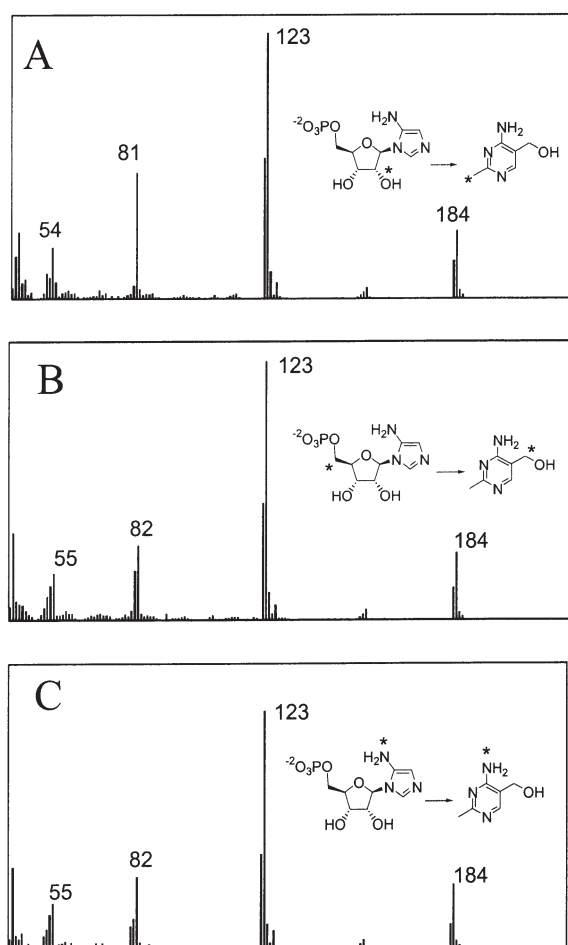 A
123
81
54
184
H₂N
⁻²O₃PO
O
N
N
*
HO
OH
NH₂
N
OH
*
N
B
123
82
55
184
H₂N
⁻²O₃PO
O
N
N
*
HO
OH
NH₂
*
N
OH
N
C
123
82
55
184
*
H₂N
⁻²O₃PO
O
N
N
HO
OH
*
NH₂
N
OH
N